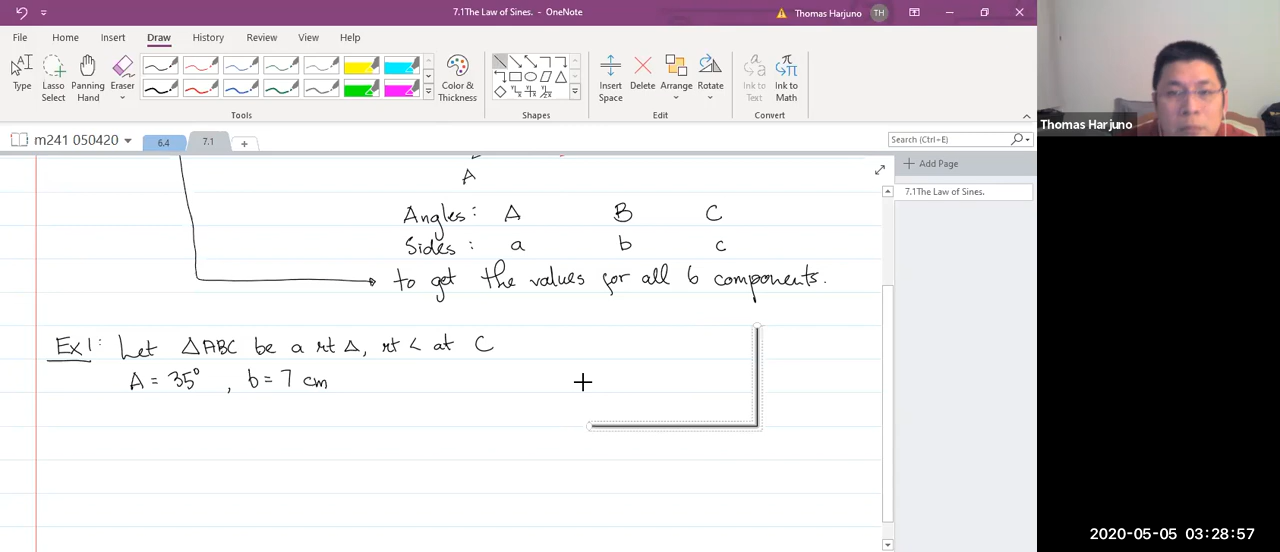 7.1The Law of Sines. - OneNote
Thomas Harjuno TH
File Home Insert Draw History Review View Help
Type
Lasso Select
Panning Hand
Eraser
Color & Thickness
Insert Space
Delete
Arrange
Rotate
Ink to Text
Ink to Math
Tools
Shapes
Edit
Convert
m241 050420
6.4
7.1
Search (Ctrl+E)
Add Page
7.1The Law of Sines.
A
Angles: A B C
Sides: a b c
to get the values for all 6 components.
Ex1: Let △ABC be a rt △, rt < at C
A = 35°, b = 7 cm
Thomas Harjuno
2020-05-05 03:28:57